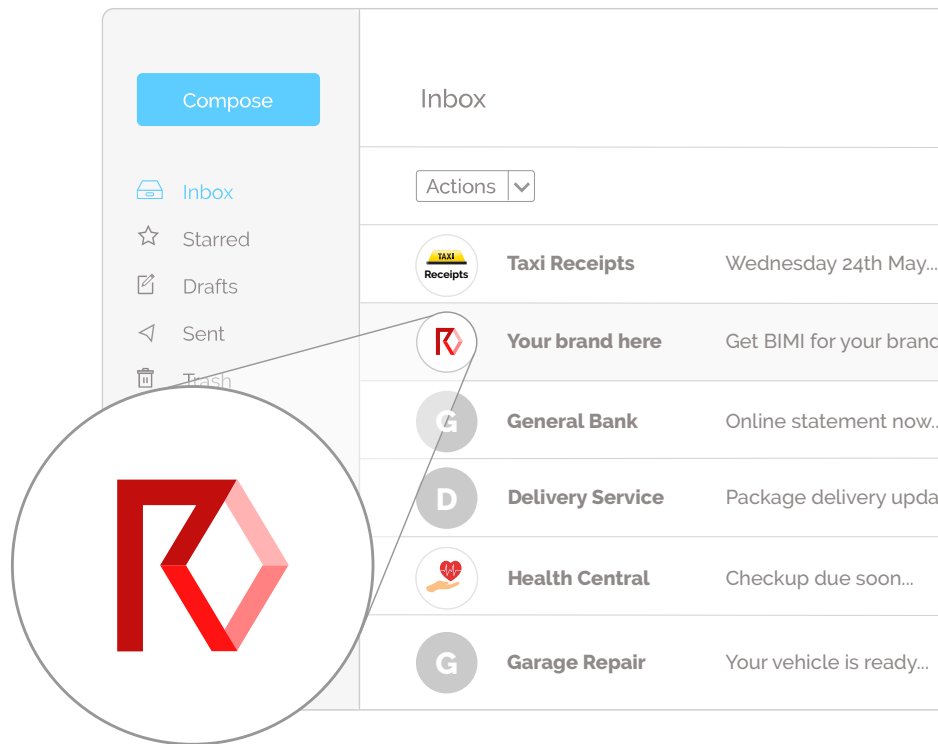 Compose
Inbox
Starred
Drafts
Sent
Trash
Inbox
Actions
TAXI
Receipts
Taxi Receipts Wednesday 24th May...
Your brand here Get BIMI for your brand
G General Bank Online statement now..
D Delivery Service Package delivery upda
Health Central Checkup due soon...
G Garage Repair Your vehicle is ready...